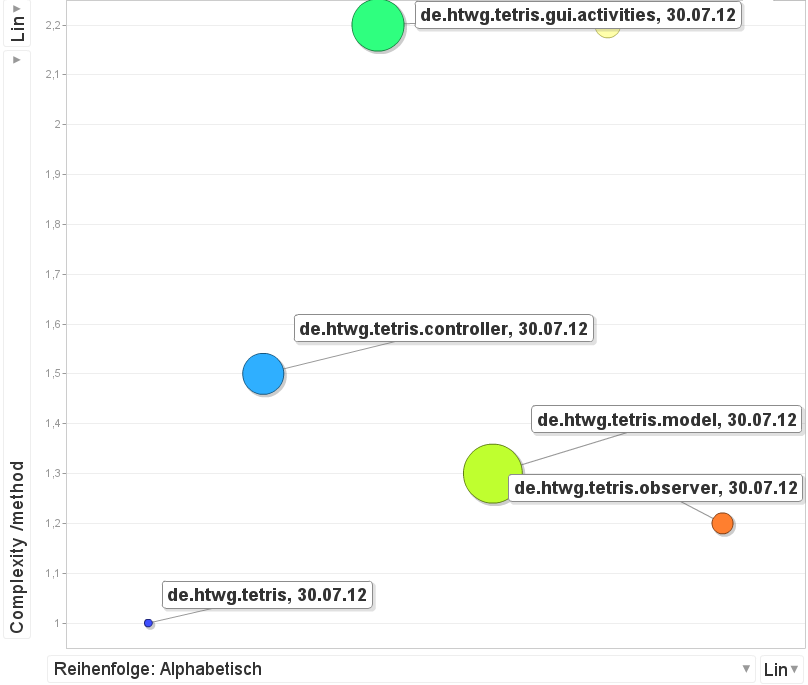 Lin
Complexity /method
2,2
2,1
2
1,9
1,8
1,7
1,6
1,5
1,4
1,3
1,2
1,1
1
de.htwg.tetris.gui.activities, 30.07.12
de.htwg.tetris.controller, 30.07.12
de.htwg.tetris.model, 30.07.12
de.htwg.tetris.observer, 30.07.12
de.htwg.tetris, 30.07.12
Reihenfolge: Alphabetisch
Lin